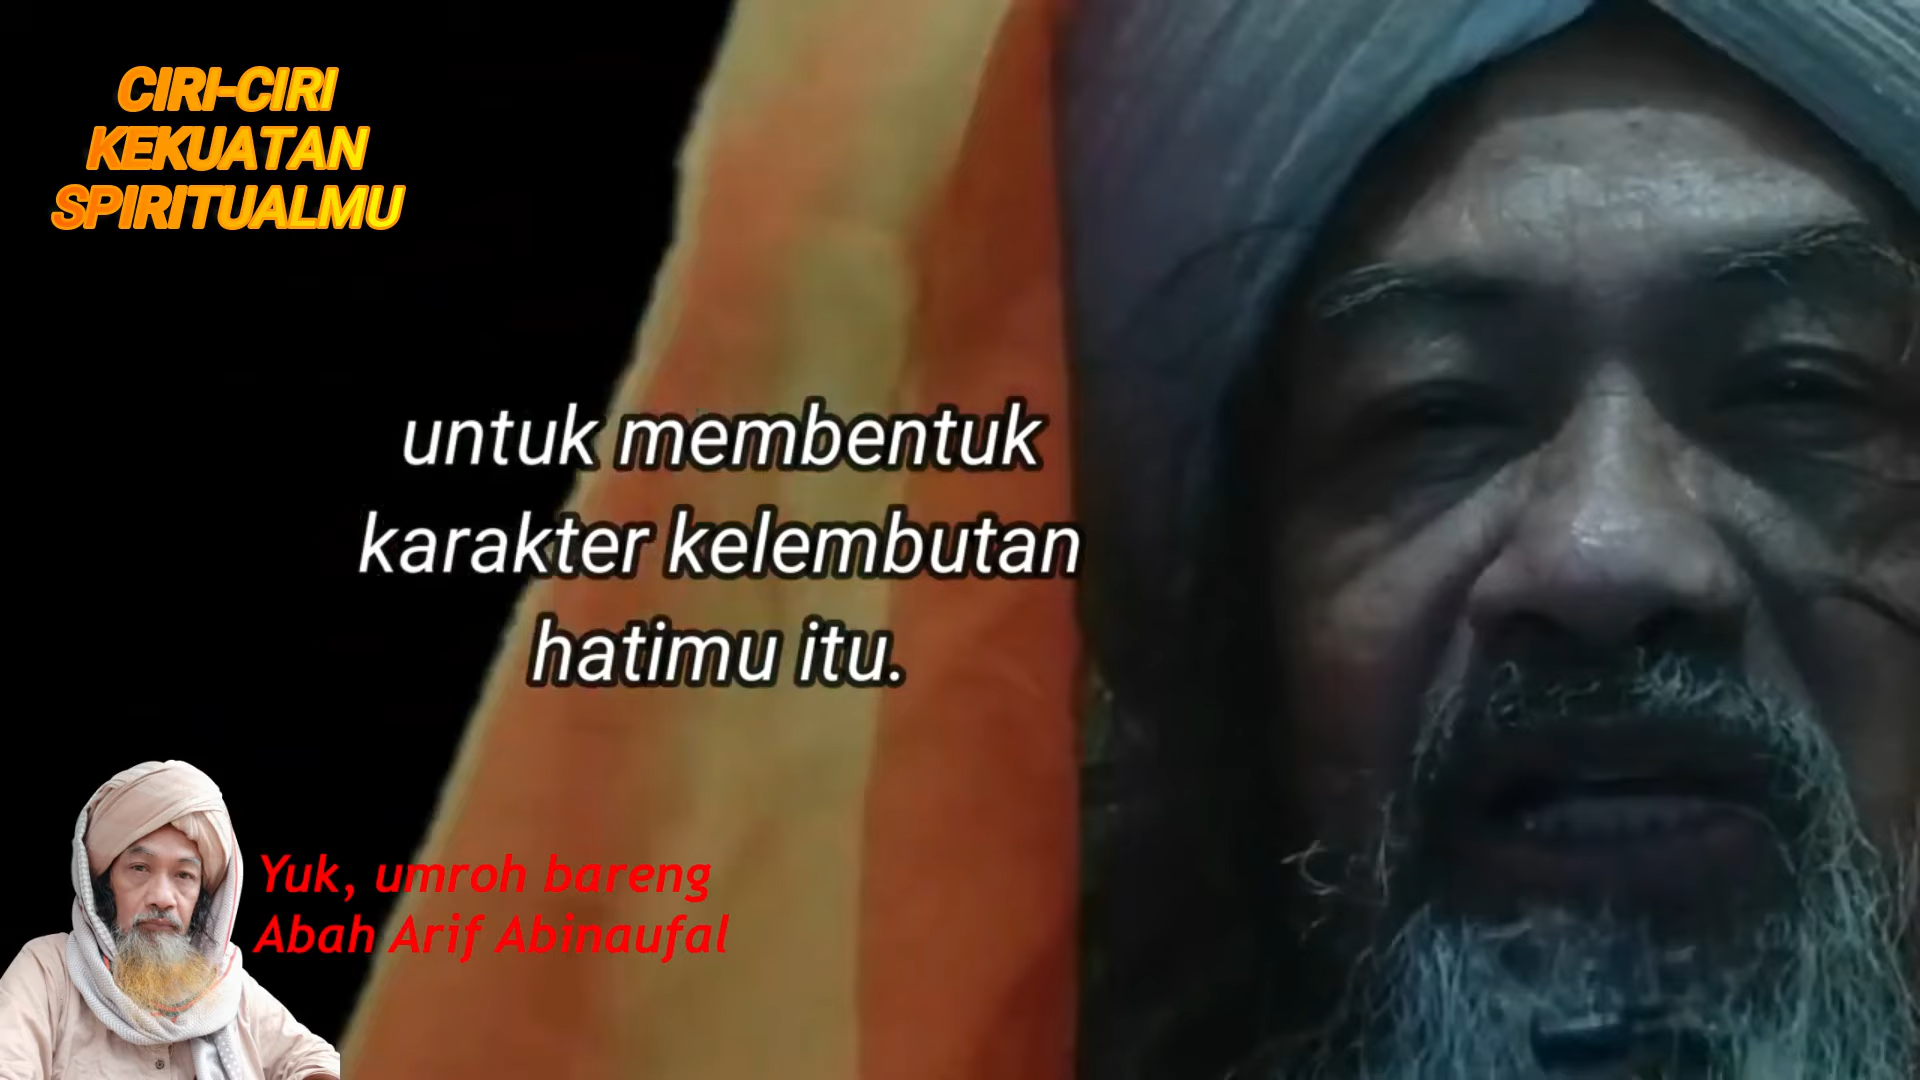 CIRI-CIRI
KEKUATAN
SPIRITUALMU
untuk membentuk
karakter kelembutan
hatimu itu.
Yuk, umroh bareng
Abah Arif Abinaufal